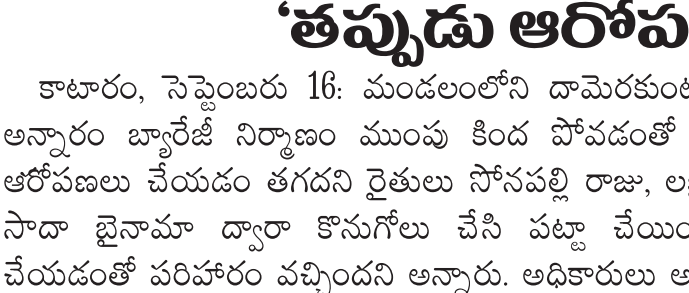 ‘తప్పుడు ఆరోప
కాటారం, సెప్టెంబరు 16: మండలంలోని దామెరకుంట
అన్నారం బ్యారేజీ నిర్మాణం ముంపు కింద పోవడంతో
ఆరోపణలు చేయడం తగదని రైతులు సోనపల్లి రాజు,
సాదా బైనామా ద్వారా కొనుగోలు చేసి పట్టా చేయిం
చేయడంతో పరిహారం వచ్చిందని అన్నారు. అధికారులు